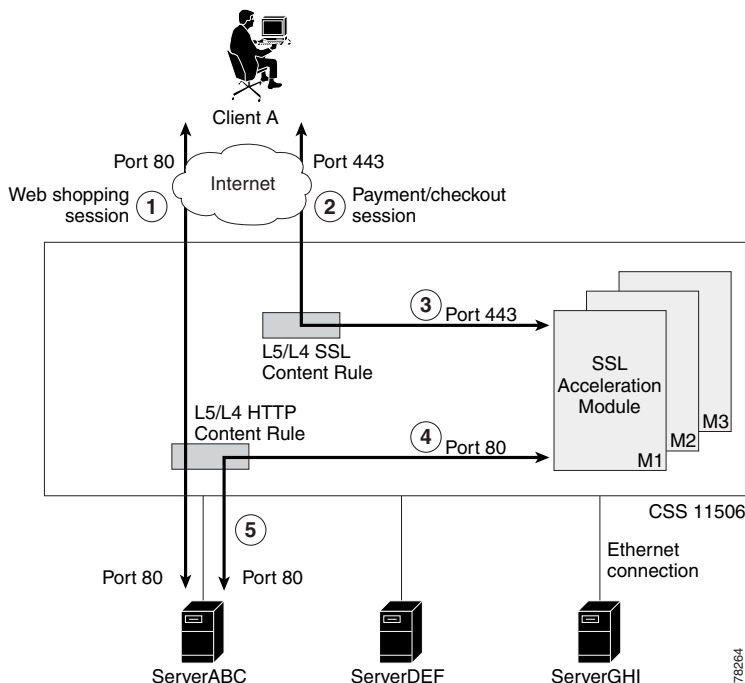 Client A
Port 80
Port 443
Internet
Web shopping
session
1
2
Payment/checkout
session
3
Port 443
L5/L4 SSL
Content Rule
SSL
Acceleration
Module
M3
M2
M1
L5/L4 HTTP
Content Rule
4
Port 80
CSS 11506
5
Ethernet
connection
Port 80
Port 80
ServerABC
ServerDEF
ServerGHI
78264